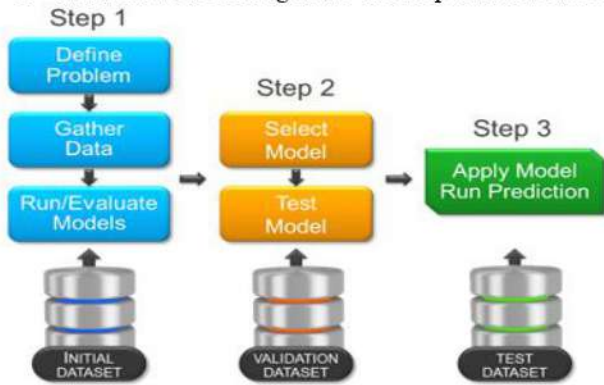 Step 1
Define
Problem
Gather
Data
Run/Evaluate
Models
INITIAL
DATASET
Step 2
Select
Model
Test
Model
VALIDATION
DATASET
Step 3
Apply Model
Run Prediction
TEST
DATASET